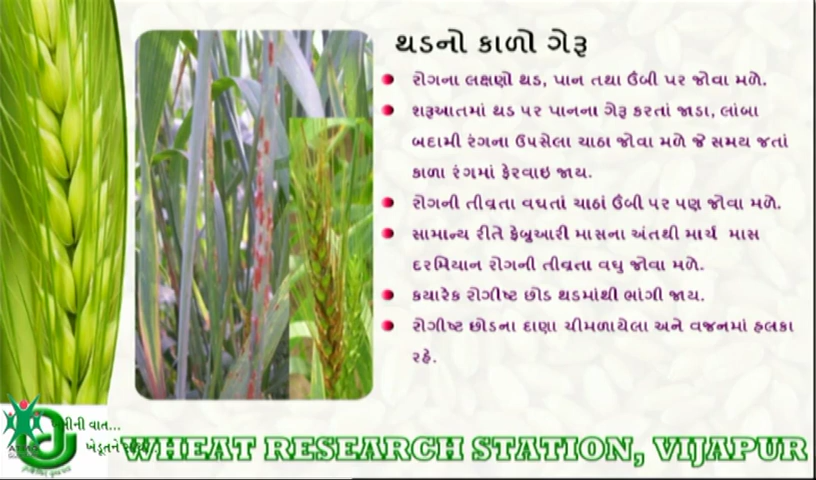 થડનો કાળો ગેરૂ
રોગના લક્ષણો થડ, પાન તથા ઉંબી પર જોવા મળે.
શરૂઆતમાં થડ પર પાનના ગેરૂ કરતાં જાડા, લાંબા
બદામી રંગના ઉપસેલા ચાઠા જોવા મળે જે સમય જતાં
કાળા રંગમાં ફેરવાઇ જાય.
રોગની તીવ્રતા વધતાં ચાઠાં ઉંબી પર પણ જોવા મળે.
સામાન્ય રીતે ફેબ્રુઆરી માસના અંતથી માર્ચ માસ
દરમિયાન રોગની તીવ્રતા વધુ જોવા મળે.
કયારેક રોગીષ્ટ છોડ થડમાંથી ભાંગી જાય.
રોગીષ્ટ છોડના દાણા ચીમળાયેલા અને વજનમાં હલકા
રહે.
વાત...
ખેડૂતને
WHEAT RESEARCH STATION, VIJAPUR